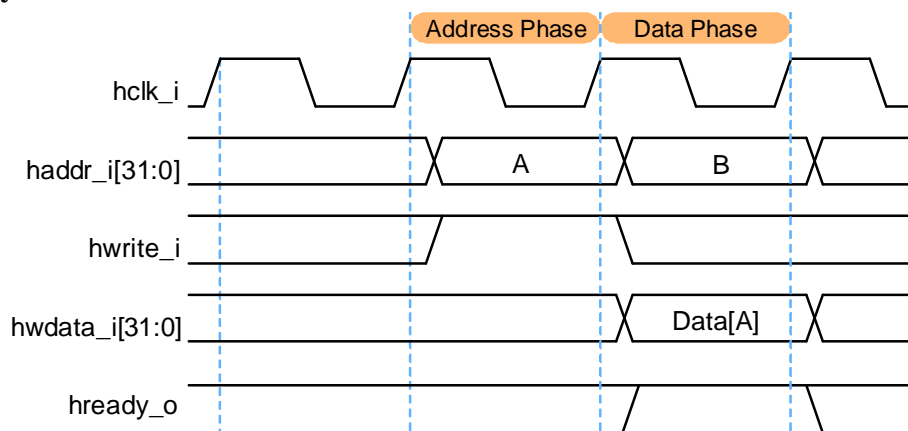 Address Phase Data Phase
hclk_i
haddr_i[31:0] A B
hwrite_i
hwdata_i[31:0] Data[A]
hready_o